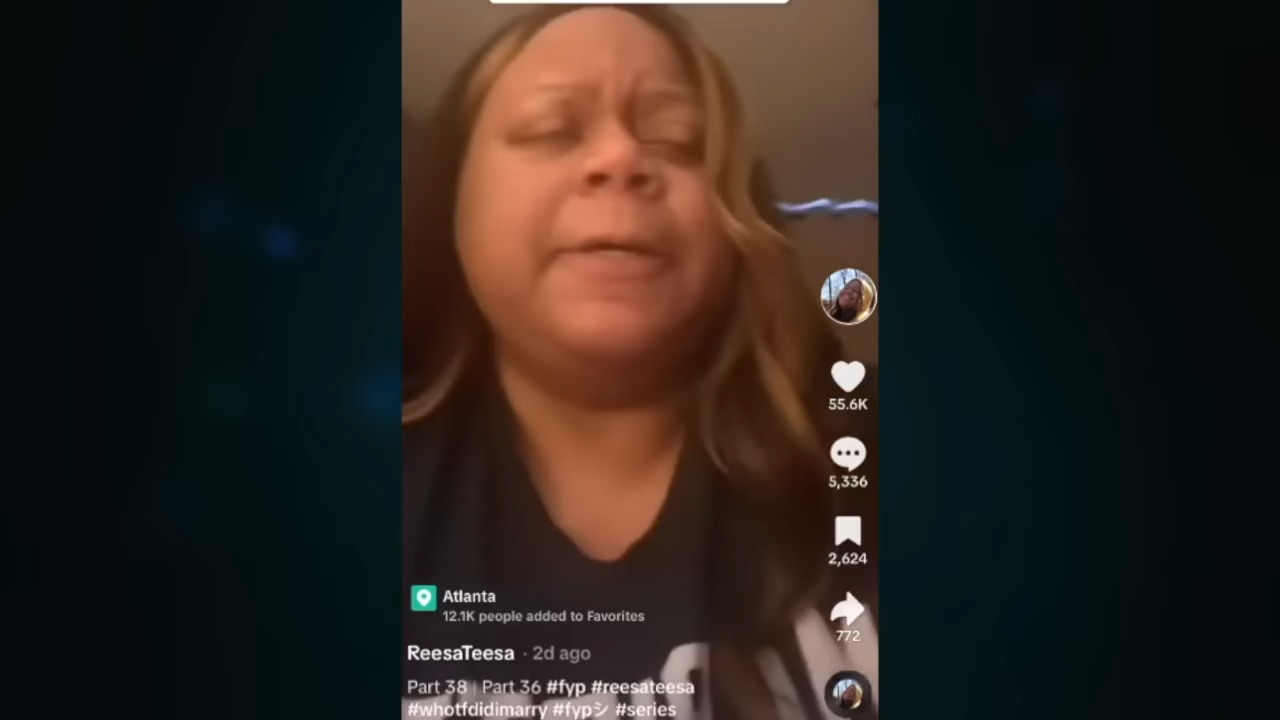 55.6K
5,336
2,624
772
Atlanta
12.1K people added to Favorites
ReesaTeesa · 2d ago
Part 38 | Part 36 #fyp #reesateesa
#whotfdidimarry #fypシ #series